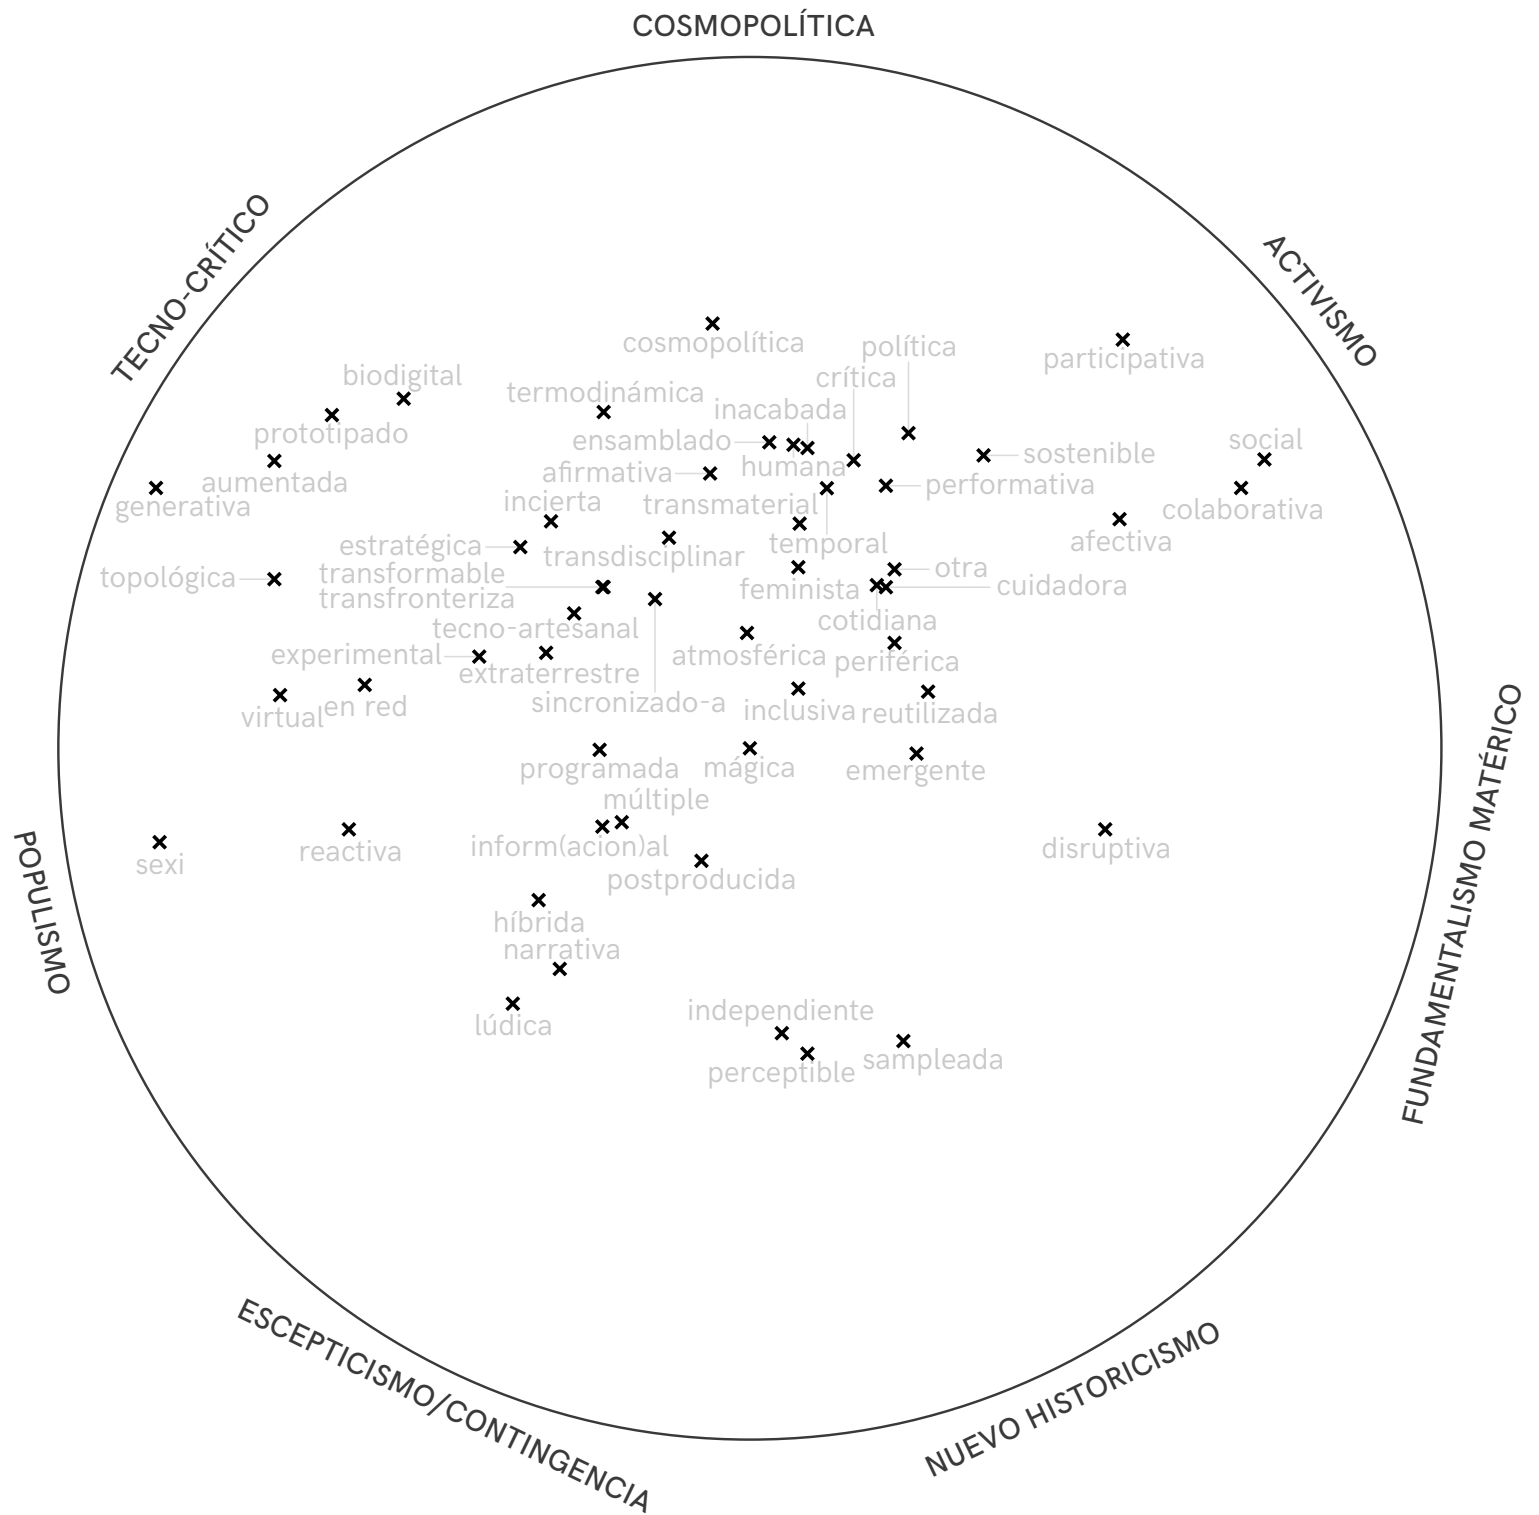 COSMOPOLÍTICA
TECNO-CRÍTICO
ACTIVISMO
cosmopolítica
política
participativa
biodigital
crítica
termodinámica
inacabada
prototipado
ensamblado
social
sostenible
humana
afirmativa
aumentada
performativa
generativa
incierta
transmaterial
colaborativa
temporal
afectiva
estratégica
transdisciplinar
otra
topológica
transformable
transfronteriza
feminista
cuidadora
cotidiana
tecno-artesanal
experimental
atmosférica
periférica
extraterrestre
sincronizado-a
virtual
en red
inclusiva
reutilizada
programada
mágica
emergente
múltiple
inform(acion)al
sexi
reactiva
disruptiva
postproducida
POPULISMO
FUNDAMENTALISMO MATÉRICO
híbrida
narrativa
lúdica
independiente
perceptible
sampleada
ESCEPTICISMO/CONTINGENCIA
NUEVO HISTORICISMO